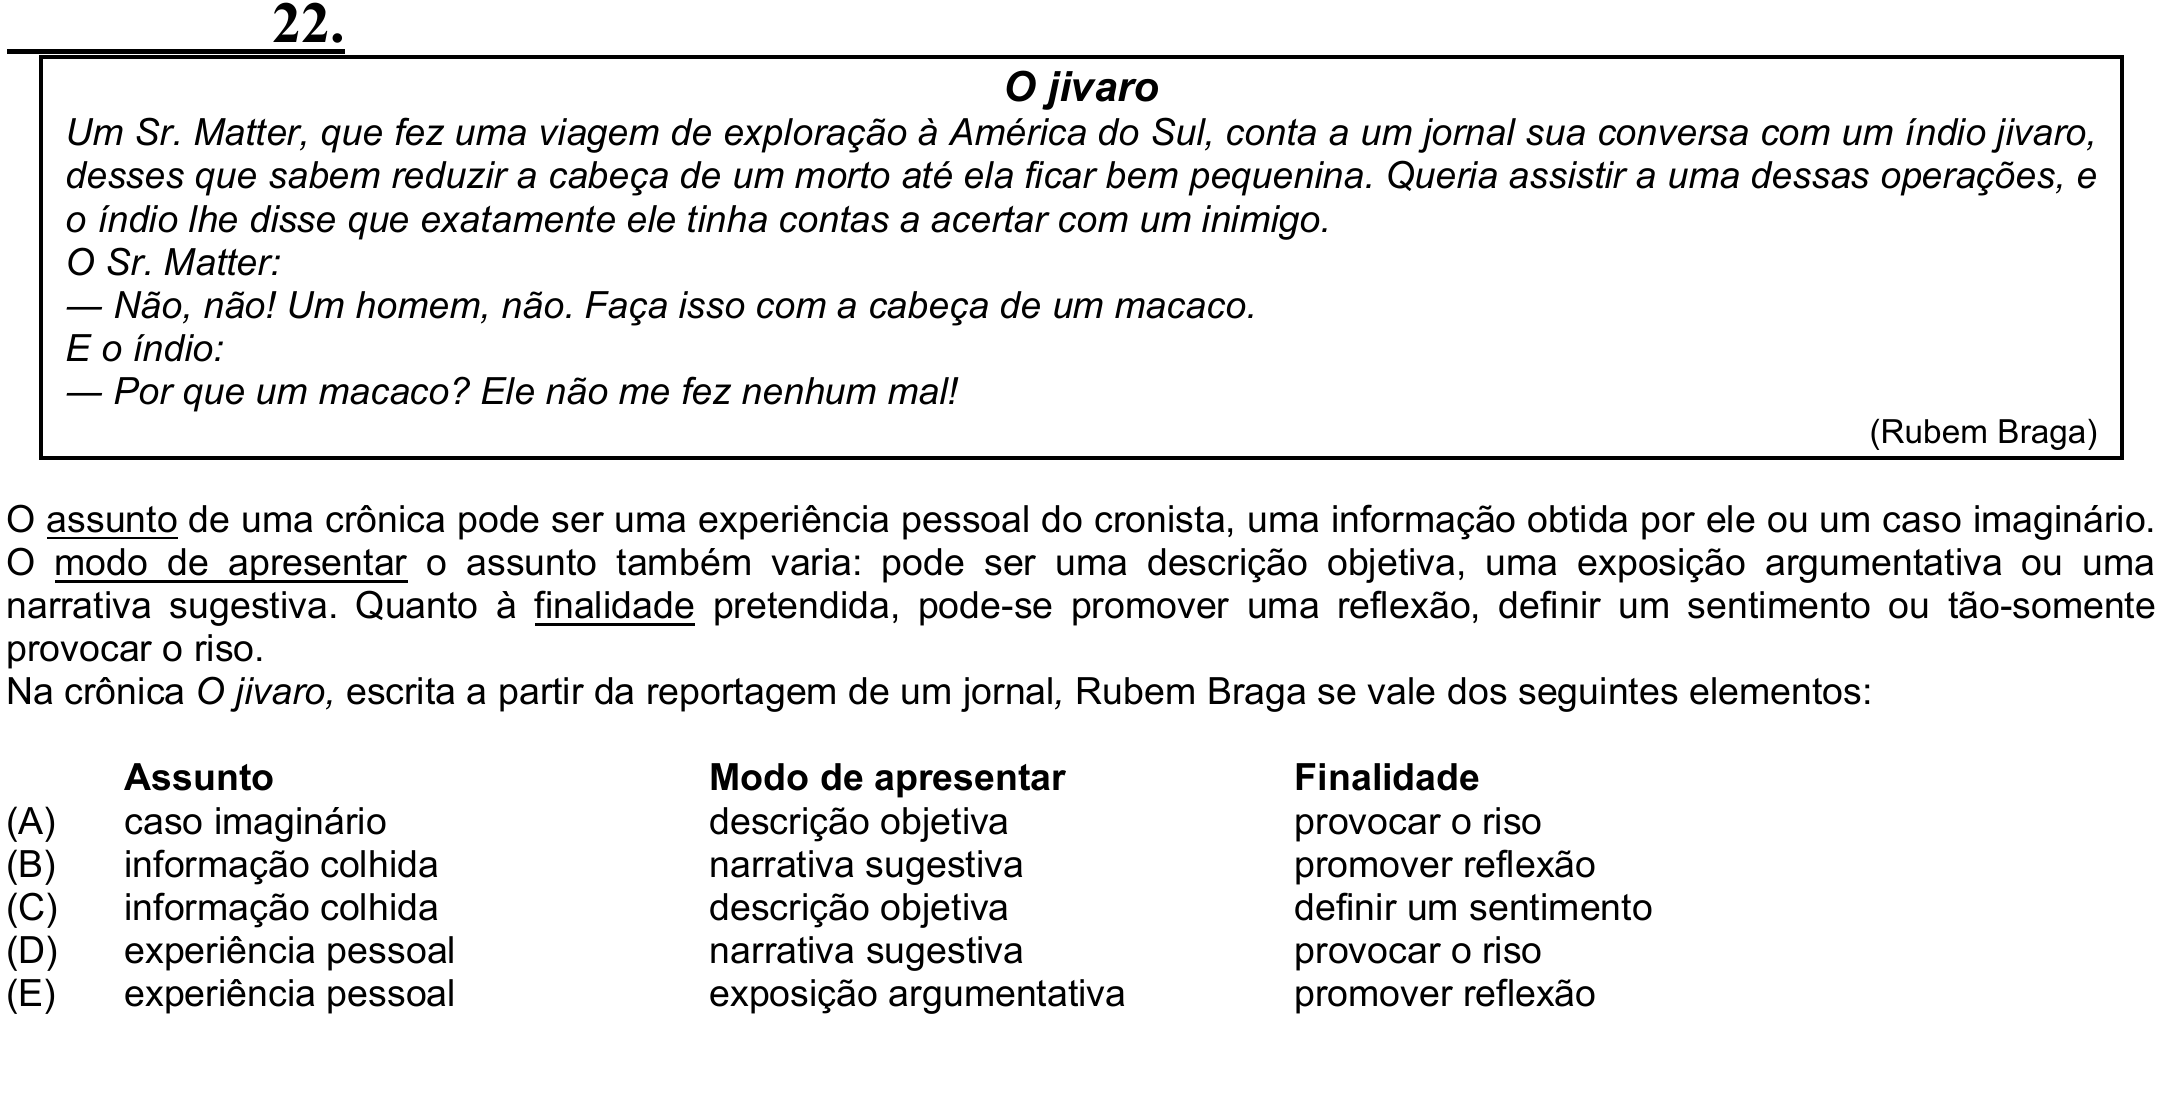 22.
O jivaro
Um Sr. Matter, que fez uma viagem de exploração à América do Sul, conta a um jornal sua conversa com um índio jivaro,
desses que sabem reduzir a cabeça de um morto até ela ficar bem pequenina. Queria assistir a uma dessas operações, e
o índio lhe disse que exatamente ele tinha contas a acertar com um inimigo.
O Sr. Matter:
— Não, não! Um homem, não. Faça isso com a cabeça de um macaco.
E o índio:
— Por que um macaco? Ele não me fez nenhum mal!
(Rubem Braga)
O assunto de uma crônica pode ser uma experiência pessoal do cronista, uma informação obtida por ele ou um caso imaginário.
O modo de apresentar o assunto também varia: pode ser uma descrição objetiva, uma exposição argumentativa ou uma
narrativa sugestiva. Quanto à finalidade pretendida, pode-se promover uma reflexão, definir um sentimento ou tão-somente
provocar o riso.
Na crônica O jivaro, escrita a partir da reportagem de um jornal, Rubem Braga se vale dos seguintes elementos:
Assunto Modo de apresentar Finalidade
(A) caso imaginário descrição objetiva provocar o riso
(B) informação colhida narrativa sugestiva promover reflexão
(C) informação colhida descrição objetiva definir um sentimento
(D) experiência pessoal narrativa sugestiva provocar o riso
(E) experiência pessoal exposição argumentativa promover reflexão